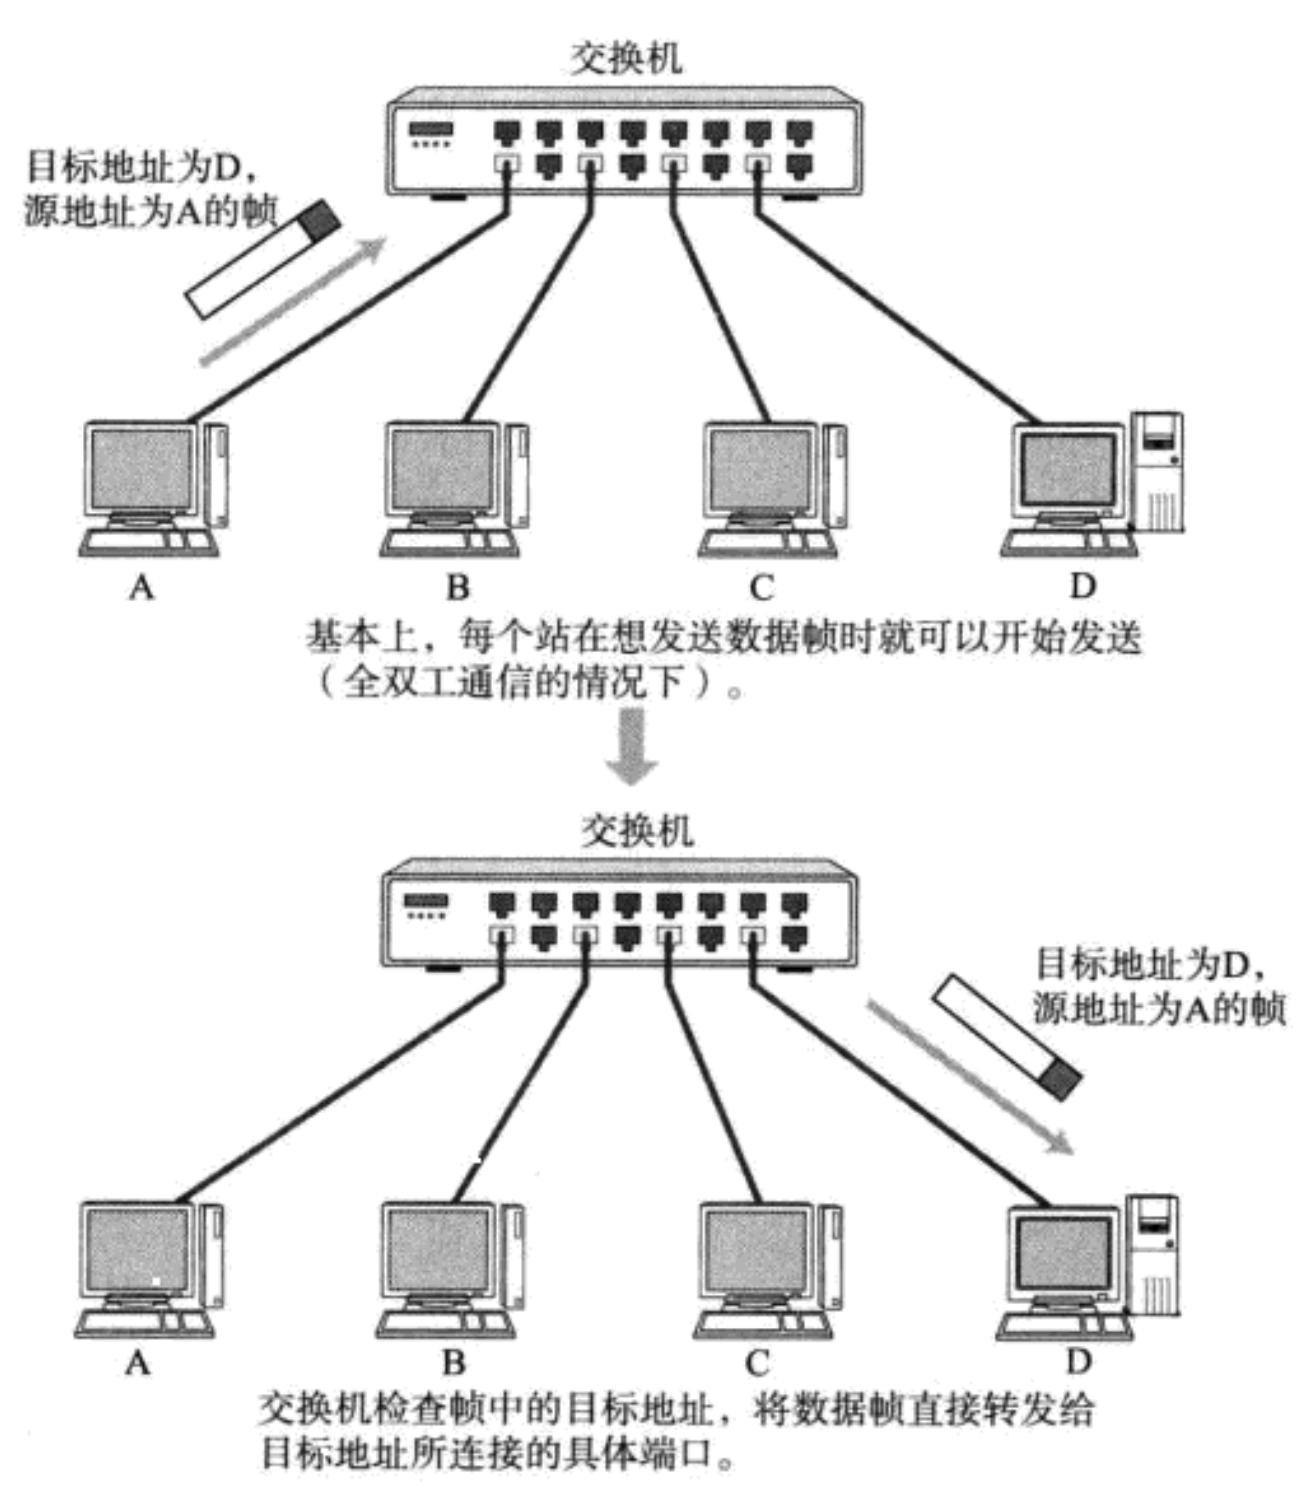 交换机
目标地址为D，
源地址为A的帧
A
B
C
D
基本上，每个站在想发送数据帧时就可以开始发送
（全双工通信的情况下）。
交换机
目标地址为D，
源地址为A的帧
A
B
C
D
交换机检查帧中的目标地址，将数据帧直接转发给
目标地址所连接的具体端口。